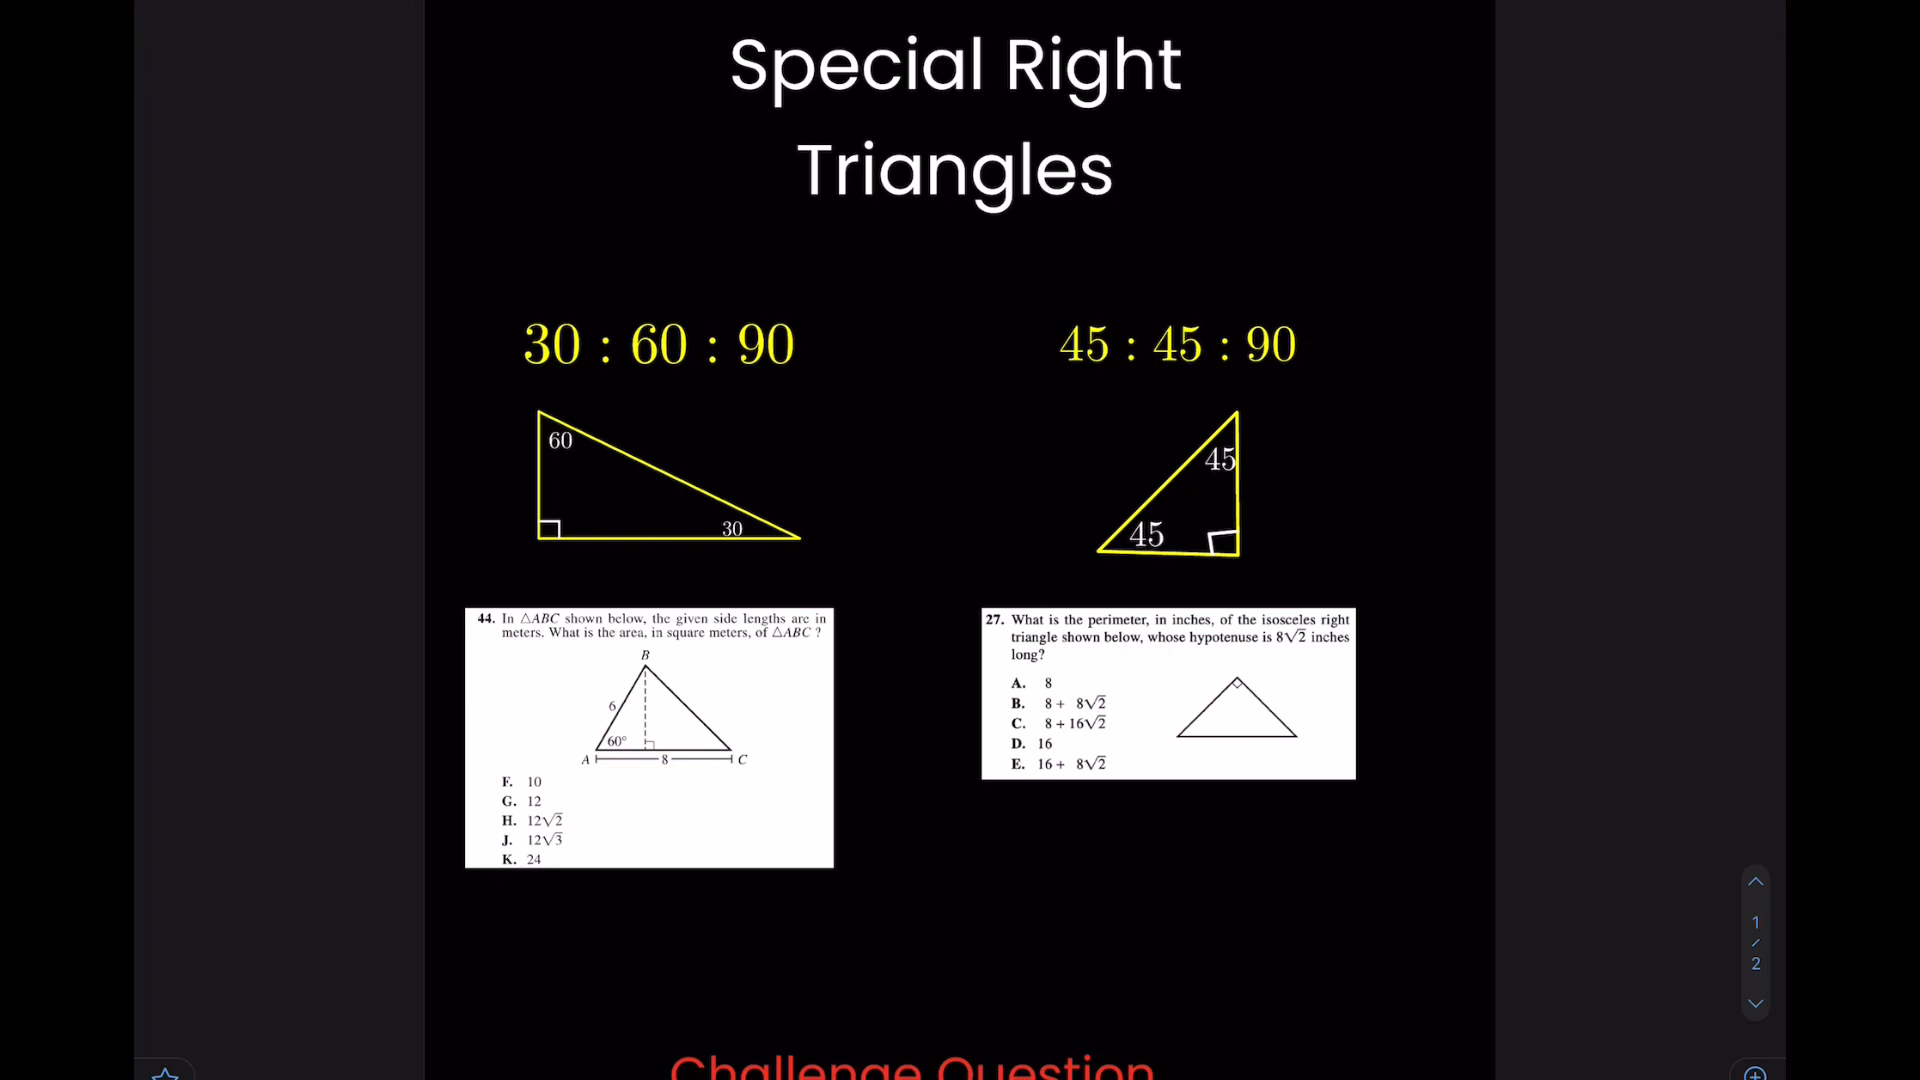 Special Right
Triangles
30 : 60 : 90
45 : 45 : 90
60
30
45
45
44. In △ABC shown below, the given side lengths are in
meters. What is the area, in square meters, of △ABC ?
B
6
60°
A
8
C
F. 10
G. 12
H. 12√2
J. 12√3
K. 24
27. What is the perimeter, in inches, of the isosceles right
triangle shown below, whose hypotenuse is 8√2 inches
long?
A. 8
B. 8 + 8√2
C. 8 + 16√2
D. 16
E. 16 + 8√2
1
/
2
Challenge Question